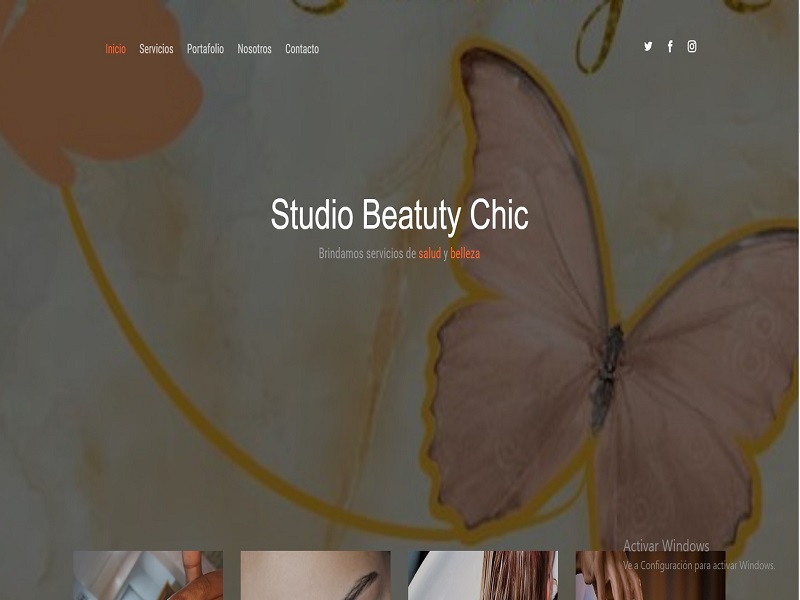 Inicio Servicios Portafolio Nosotros Contacto
Studio Beatuty Chic
Brindamos servicios de salud y belleza
Activar Windows
Ve a Configuración para activar Windows.